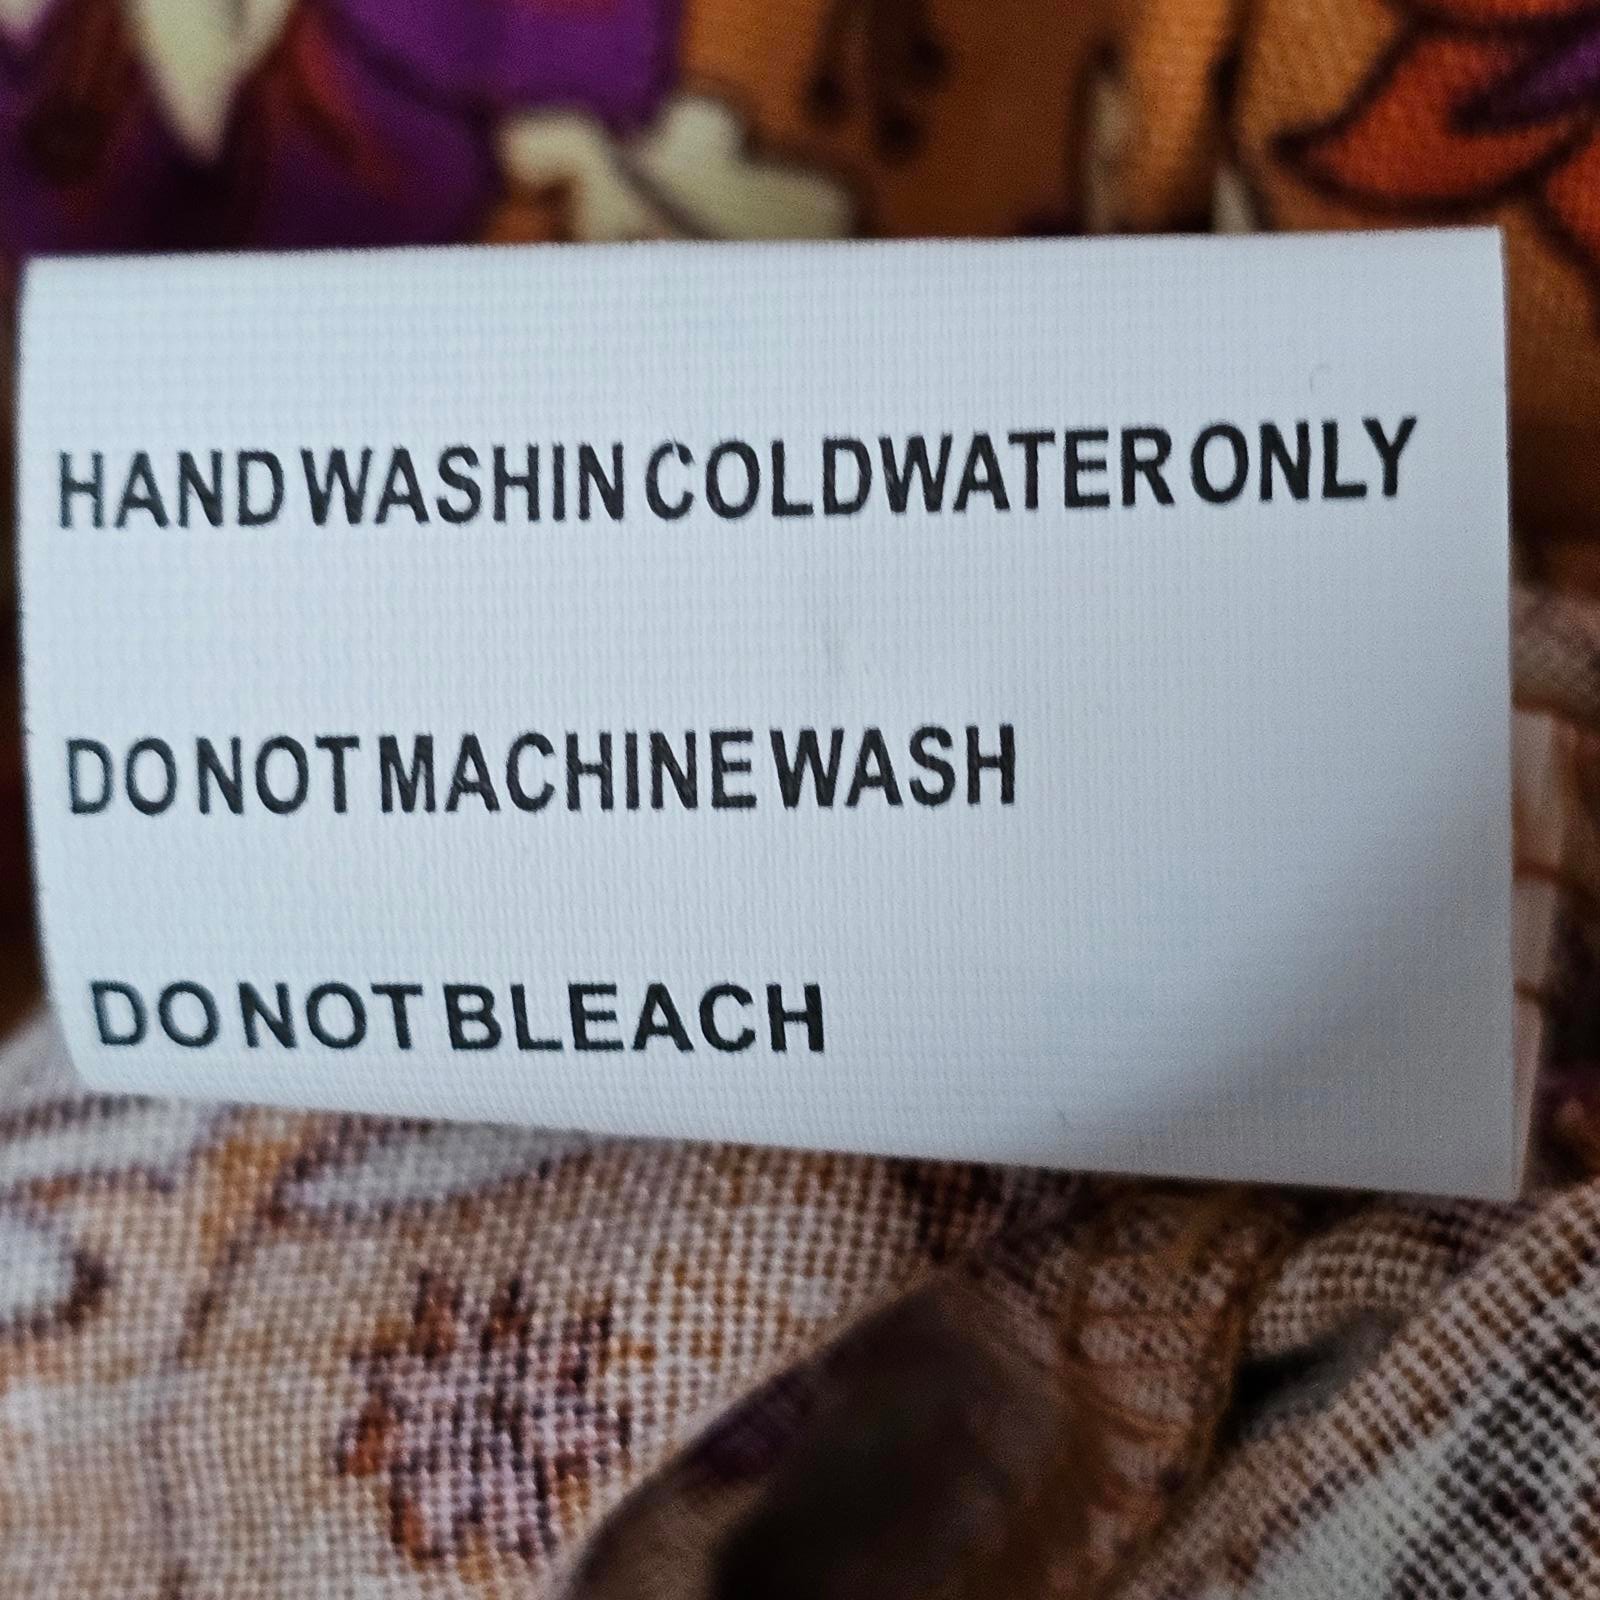 HAND WASHIN COLDWATER ONLY
DO NOT MACHINE WASH
DO NOT BLEACH